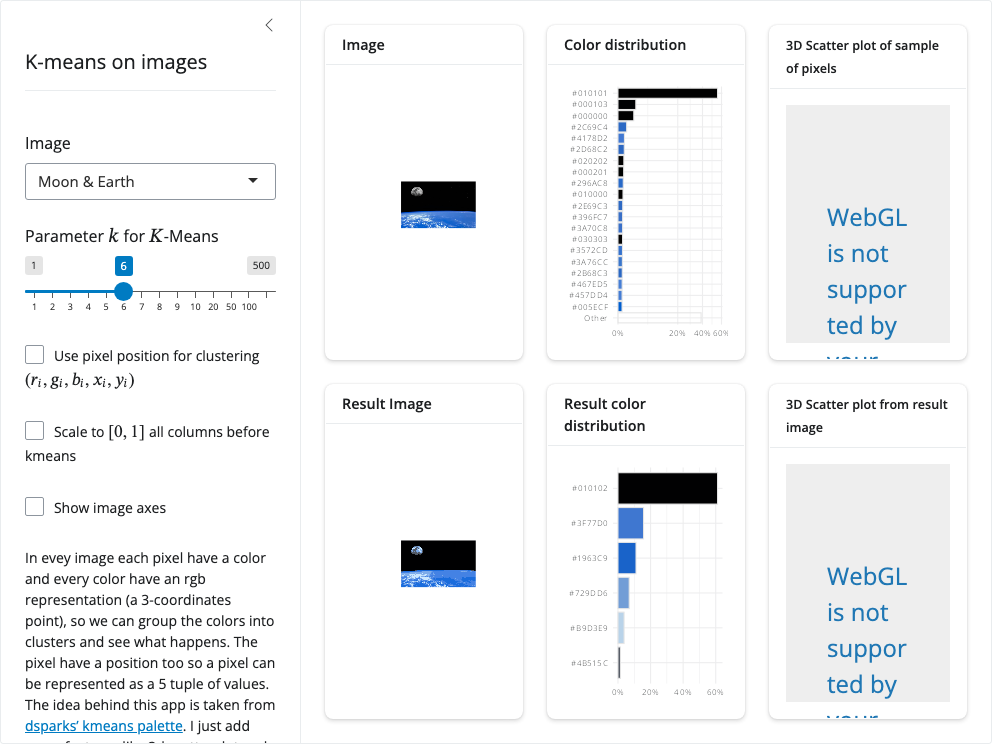 K-means on images
Image
Moon & Earth
Parameter k for K-Means
1 6 500
1 2 3 4 5 6 7 8 9 10 20 50 100
Use pixel position for clustering
(rᵢ, gᵢ, bᵢ, xᵢ, yᵢ)
Scale to [0, 1] all columns before
kmeans
Show image axes
In evey image each pixel have a color
and every color have an rgb
representation (a 3-coordinates
point), so we can group the colors into
clusters and see what happens. The
pixel have a position too so a pixel can
be represented as a 5 tuple of values.
The idea behind this app is taken from
dsparks’ kmeans palette. I just add
Image
Color distribution
#010101
#000103
#000000
#2C69C4
#4178D2
#2D68C2
#020202
#000201
#296AC8
#010000
#2E69C3
#396FC7
#3A70C8
#030303
#3572CD
#3A76CC
#2B68C3
#467ED5
#457DD4
#005ECF
Other
0% 20% 40% 60%
3D Scatter plot of sample
of pixels
WebGL
is not
suppor
ted by
your
Result Image
Result color
distribution
#010102
#3F77D0
#1963C9
#729DD6
#B9D3E9
#4B515C
0% 20% 40% 60%
3D Scatter plot from result
image
WebGL
is not
suppor
ted by
your